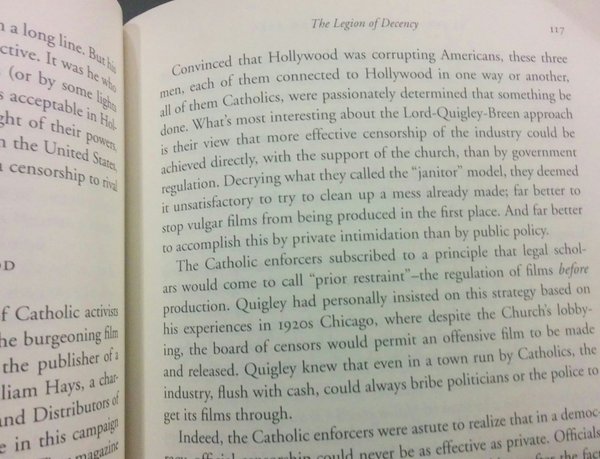 n a long line. But his
ctive. It was he who
(or by some lights
s acceptable in Hol-
ght of their powers,
n the United States,
censorship to rival
OD
of Catholic activists
he burgeoning film
the publisher of a
lliam Hays, a char-
and Distributors of
e in this campaign
magazine
The Legion of Decency
117
Convinced that Hollywood was corrupting Americans, these three
men, each of them connected to Hollywood in one way or another,
all of them Catholics, were passionately determined that something be
done. What's most interesting about the Lord-Quigley-Breen approach
is their view that more effective censorship of the industry could be
achieved directly, with the support of the church, than by government
regulation. Decrying what they called the "janitor" model, they deemed
it unsatisfactory to try to clean up a mess already made; far better to
stop vulgar films from being produced in the first place. And far better
to accomplish this by private intimidation than by public policy.
The Catholic enforcers subscribed to a principle that legal schol-
ars would come to call "prior restraint"–the regulation of films before
production. Quigley had personally insisted on this strategy based on
his experiences in 1920s Chicago, where despite the Church's lobby-
ing, the board of censors would permit an offensive film to be made
and released. Quigley knew that even in a town run by Catholics, the
industry, flush with cash, could always bribe politicians or the police to
get its films through.
Indeed, the Catholic enforcers were astute to realize that in a democ-
official censorship could never be as effective as private. Officials
the fact